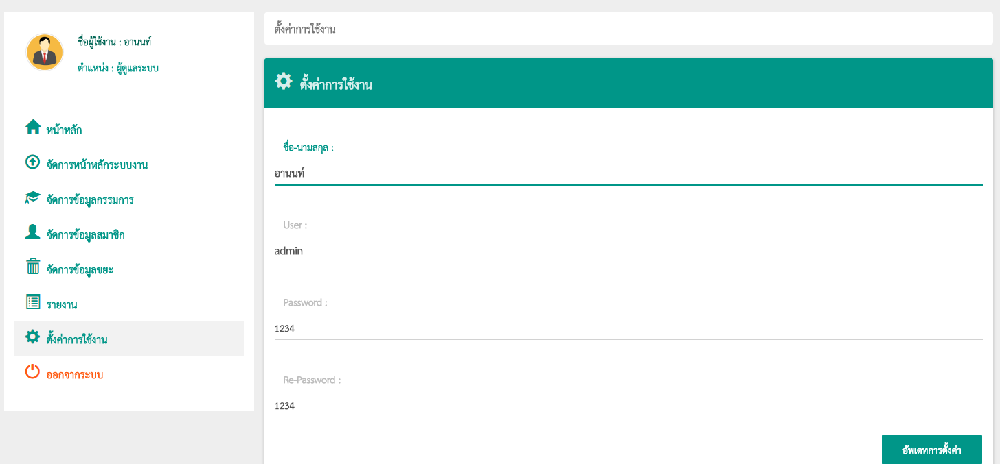 ชื่อผู้ใช้งาน : อานนท์
ตำแหน่ง : ผู้ดูแลระบบ
หน้าหลัก
จัดการหน้าหลักระบบงาน
จัดการข้อมูลกรรมการ
จัดการข้อมูลสมาชิก
จัดการข้อมูลขยะ
รายงาน
ตั้งค่าการใช้งาน
ออกจากระบบ
ตั้งค่าการใช้งาน
ตั้งค่าการใช้งาน
ชื่อ-นามสกุล :
อานนท์
User :
admin
Password :
1234
Re-Password :
1234
อัพเดทการตั้งค่า